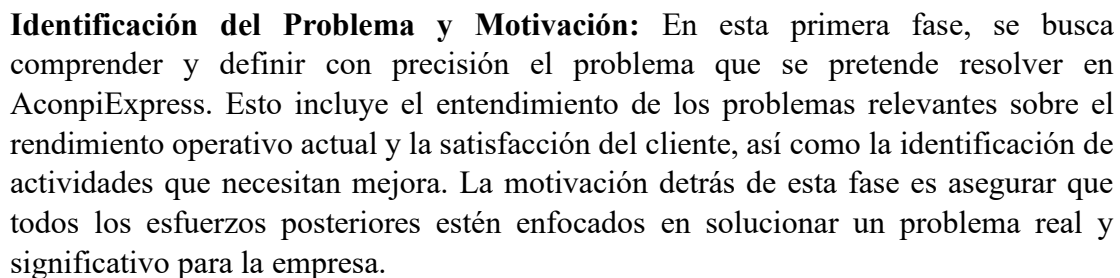 Identificación del Problema y Motivación: En esta primera fase, se busca
comprender y definir con precisión el problema que se pretende resolver en
AconpiExpress. Esto incluye el entendimiento de los problemas relevantes sobre el
rendimiento operativo actual y la satisfacción del cliente, así como la identificación de
actividades que necesitan mejora. La motivación detrás de esta fase es asegurar que
todos los esfuerzos posteriores estén enfocados en solucionar un problema real y
significativo para la empresa.